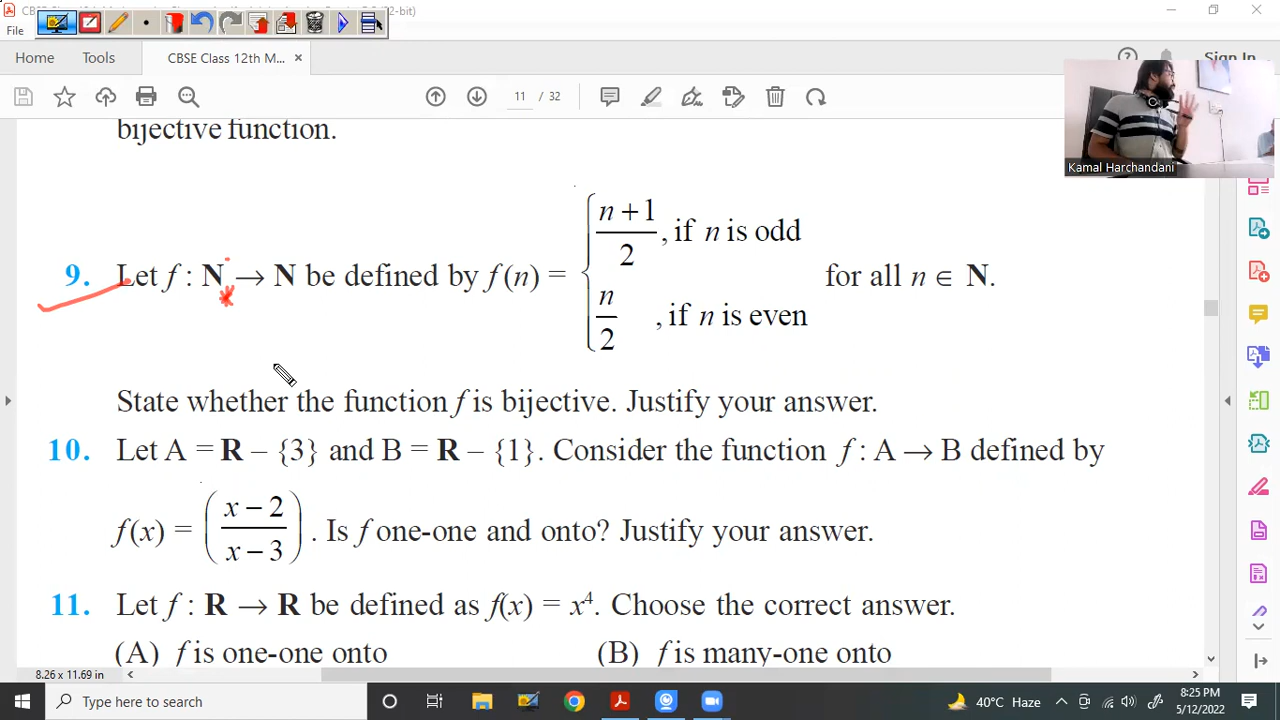 File
Home Tools CBSE Class 12th M... × Sign In
11 / 32
bijective function.
Kamal Harchandani
9. Let f : N → N be defined by f(n) = { (n + 1)/2 , if n is odd
n/2 , if n is even
for all n ∈ N.
State whether the function f is bijective. Justify your answer.
10. Let A = R – {3} and B = R – {1}. Consider the function f : A → B defined by
f(x) = ((x – 2)/(x – 3)). Is f one-one and onto? Justify your answer.
11. Let f : R → R be defined as f(x) = x⁴. Choose the correct answer.
(A) f is one-one onto (B) f is many-one onto
8.26 x 11.69 in
Type here to search 40°C Haze 8:25 PM
5/12/2022